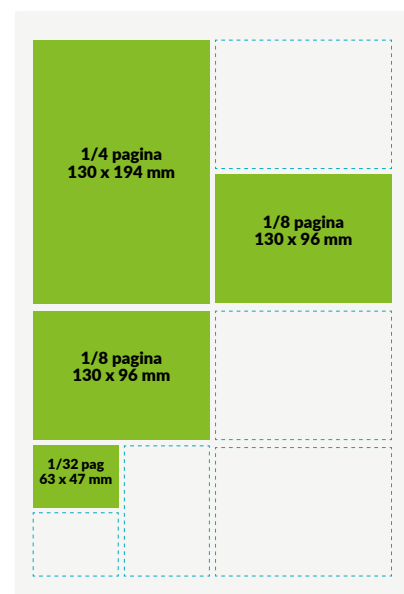 1/4 pagina
130 x 194 mm
1/8 pagina
130 x 96 mm
1/8 pagina
130 x 96 mm
1/32 pag
63 x 47 mm